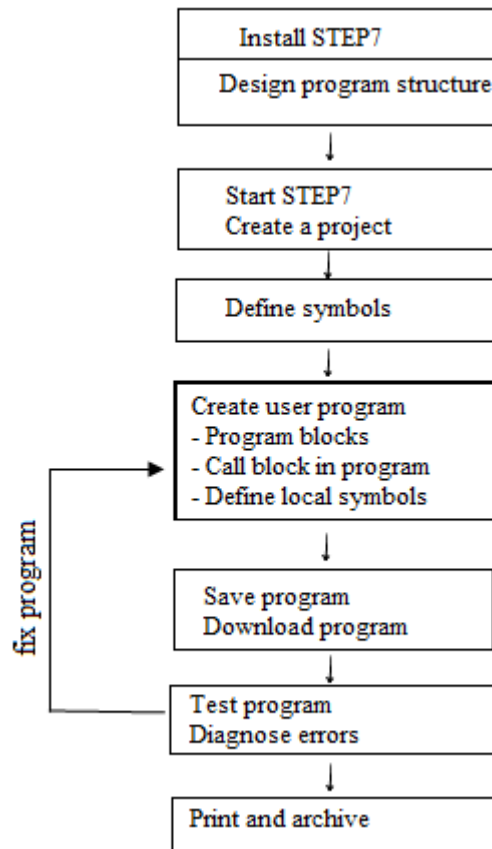 Install STEP7
Design program structure
Start STEP7
Create a project
Define symbols
Create user program
- Program blocks
- Call block in program
- Define local symbols
fix program
Save program
Download program
Test program
Diagnose errors
Print and archive